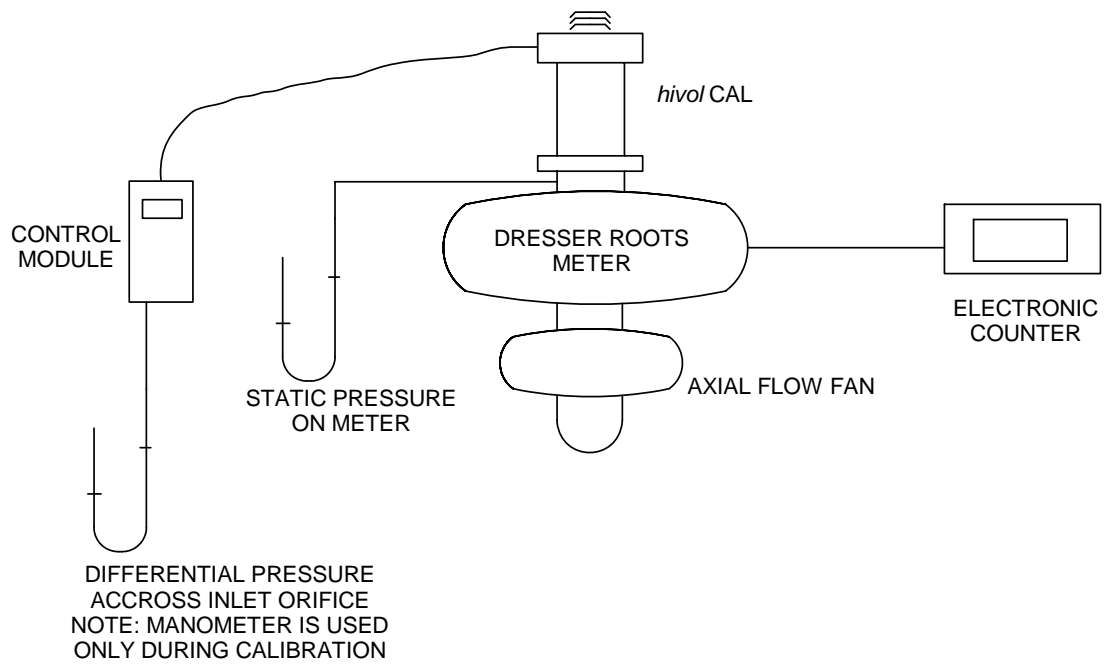 hivol CAL
CONTROL
MODULE
DRESSER ROOTS
METER
ELECTRONIC
COUNTER
STATIC PRESSURE
ON METER
AXIAL FLOW FAN
DIFFERENTIAL PRESSURE
ACCROSS INLET ORIFICE
NOTE: MANOMETER IS USED
ONLY DURING CALIBRATION